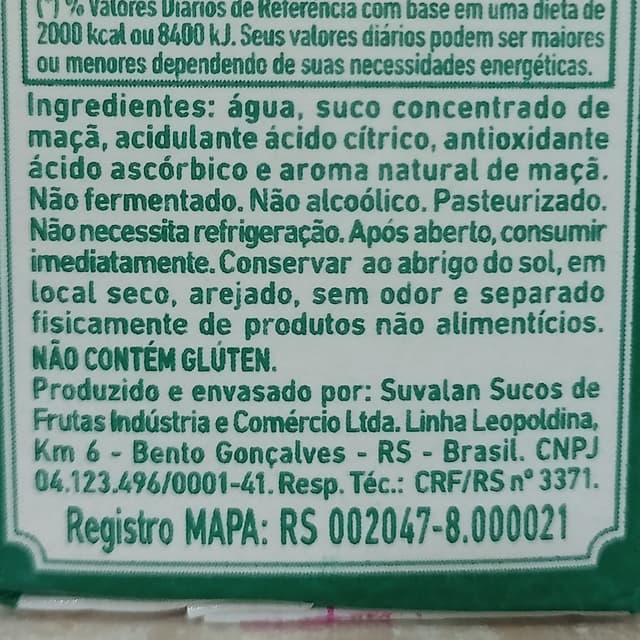 (*) % Valores Diários de Referência com base em uma dieta de
2000 kcal ou 8400 kJ. Seus valores diários podem ser maiores
ou menores dependendo de suas necessidades energéticas.
Ingredientes: água, suco concentrado de
maçã, acidulante ácido cítrico, antioxidante
ácido ascórbico e aroma natural de maçã.
Não fermentado. Não alcoólico. Pasteurizado.
Não necessita refrigeração. Após aberto, consumir
imediatamente. Conservar ao abrigo do sol, em
local seco, arejado, sem odor e separado
fisicamente de produtos não alimentícios.
NÃO CONTÉM GLÚTEN.
Produzido e envasado por: Suvalan Sucos de
Frutas Indústria e Comércio Ltda. Linha Leopoldina,
Km 6 - Bento Gonçalves - RS - Brasil. CNPJ
04.123.496/0001-41. Resp. Téc.: CRF/RS nº 3371.
Registro MAPA: RS 002047-8.000021